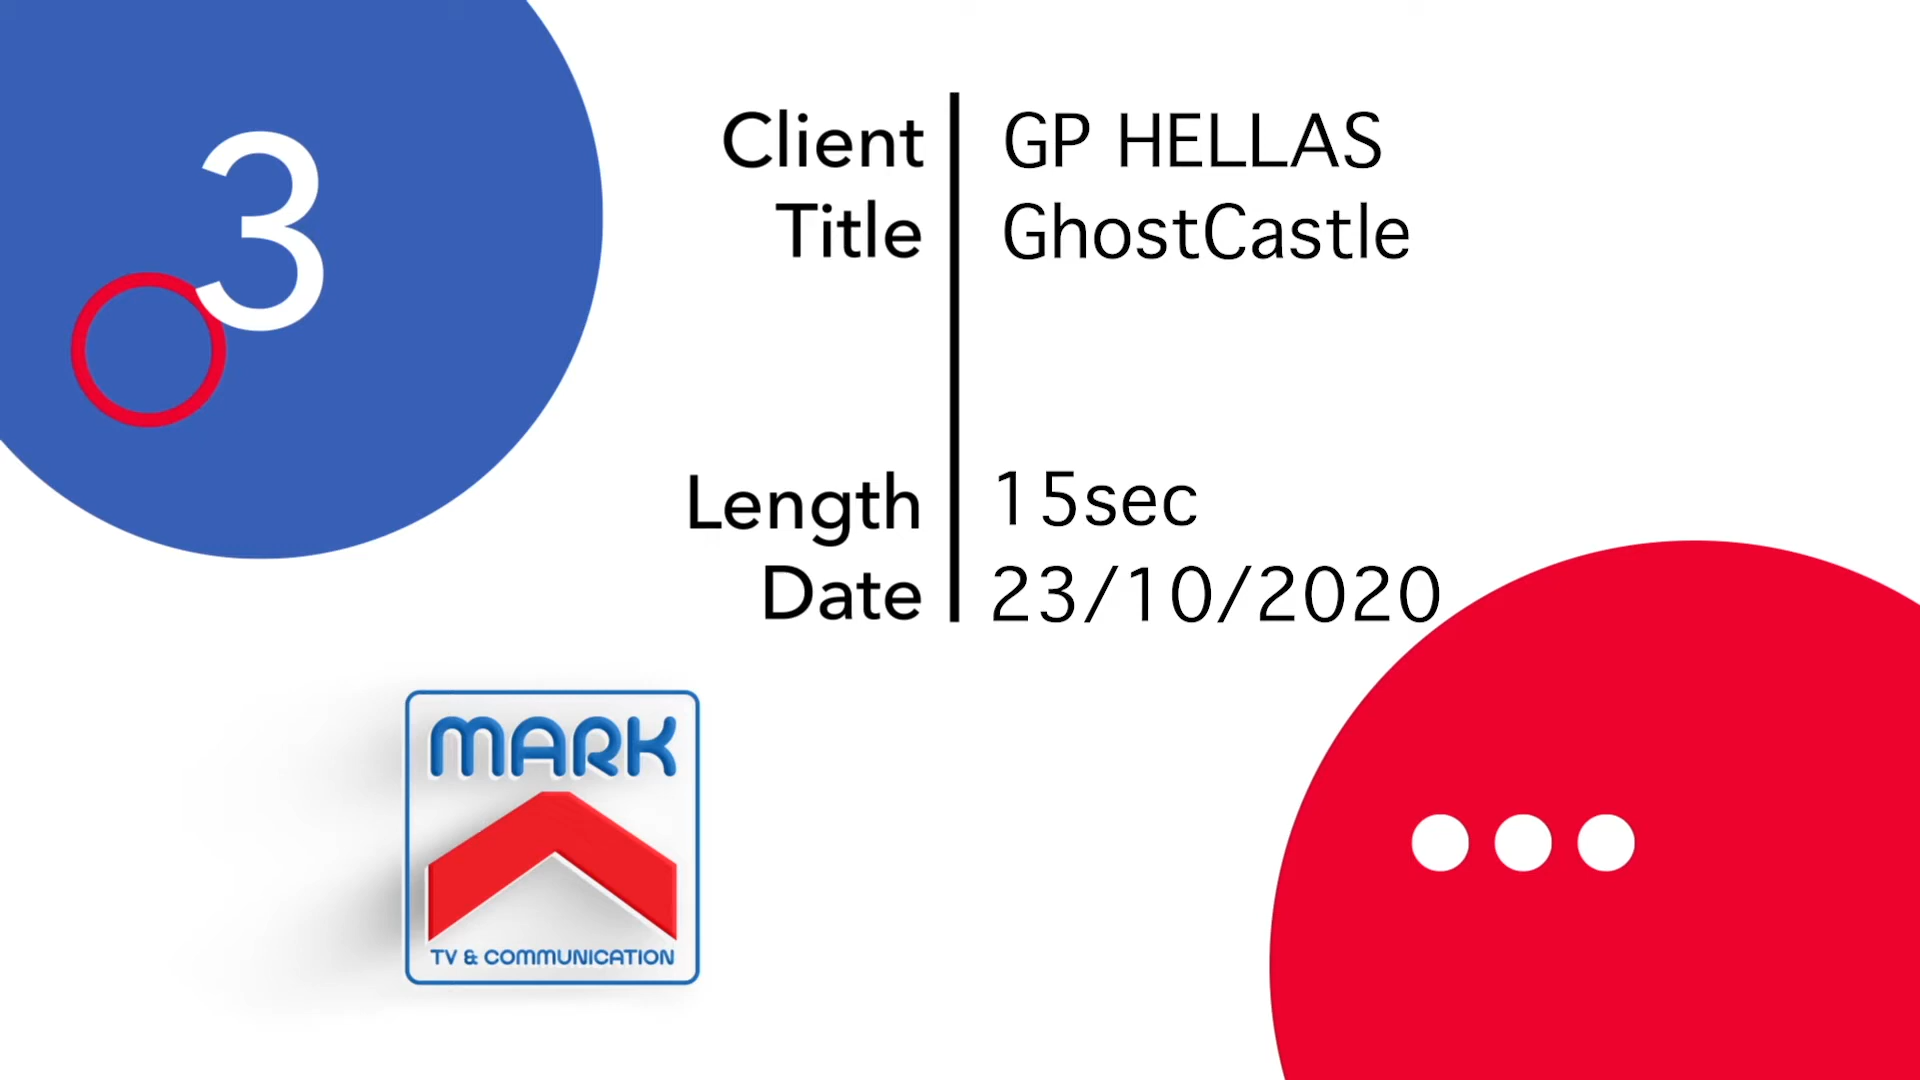 3
Client GP HELLAS
Title GhostCastle
Length 15sec
Date 23/10/2020
MARK
TV & COMMUNICATION